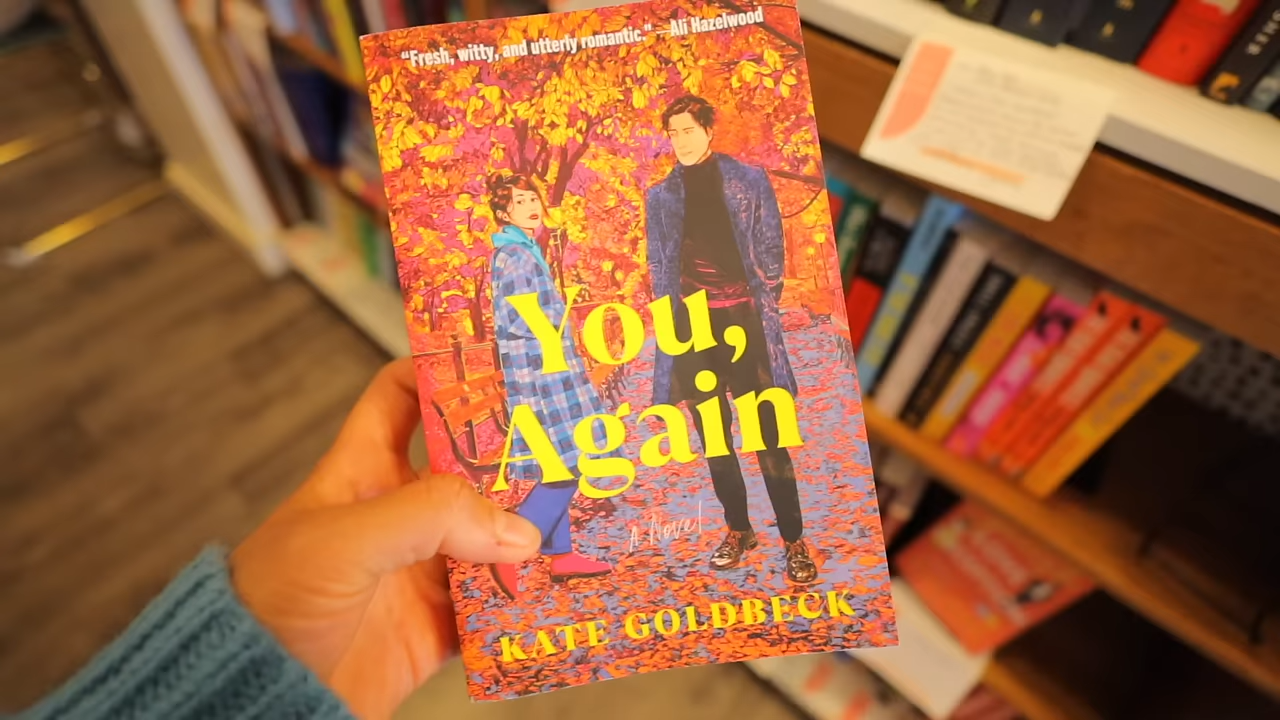 “Fresh, witty, and utterly romantic.” —Ali Hazelwood
You,
Again
A Novel
KATE GOLDBECK